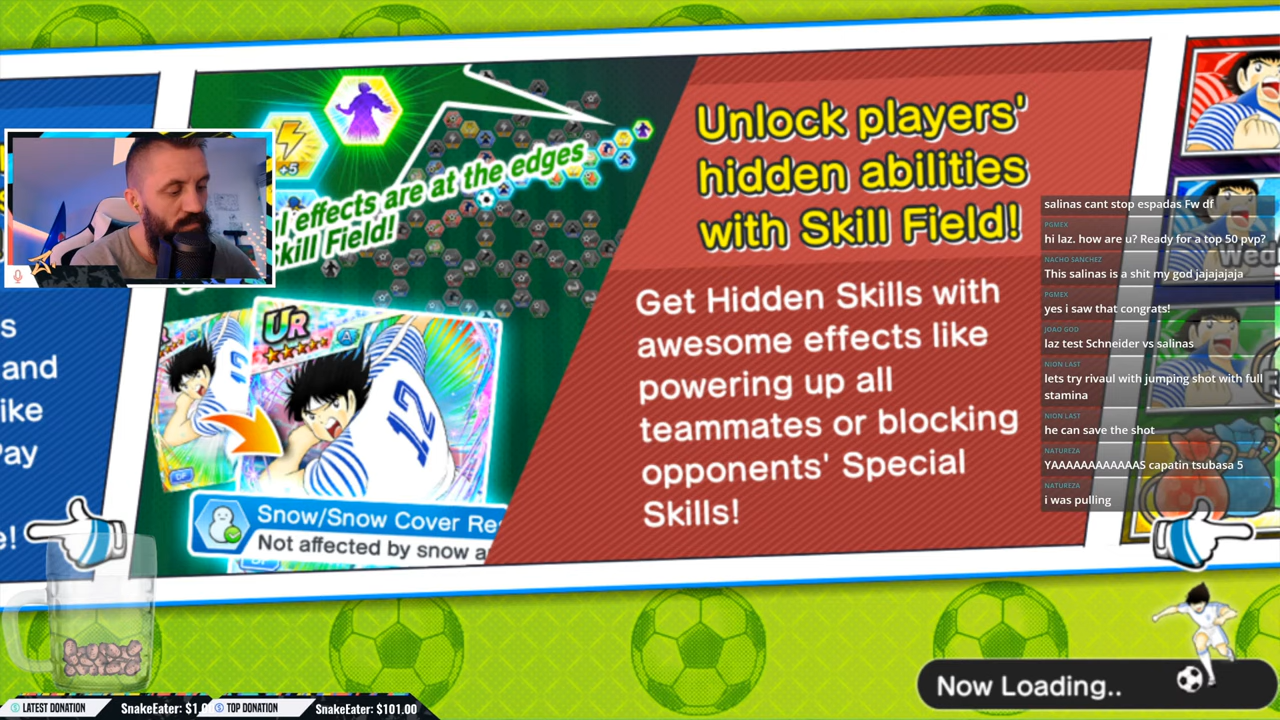 s
and
ike
Pay
e!
+5
l effects are at the edges
Skill Field!
UR
12
DF
Snow/Snow Cover Re
Not affected by snow a
Unlock players'
hidden abilities
with Skill Field!
Get Hidden Skills with
awesome effects like
powering up all
teammates or blocking
opponents' Special
Skills!
salinas cant stop espadas Fw df
PGMEX
hi laz. how are u? Ready for a top 50 pvp?
NACHO SANCHEZ
This salinas is a shit my god jajajajaja
PGMEX
yes i saw that congrats!
JOAO GOD
laz test Schneider vs salinas
NION LAST
lets try rivaul with jumping shot with full
stamina
NION LAST
he can save the shot
NATUREZA
YAAAAAAAAAAAAS capatin tsubasa 5
NATUREZA
i was pulling
Now Loading..
LATEST DONATION
SnakeEater: $1.0
TOP DONATION
SnakeEater: $101.00